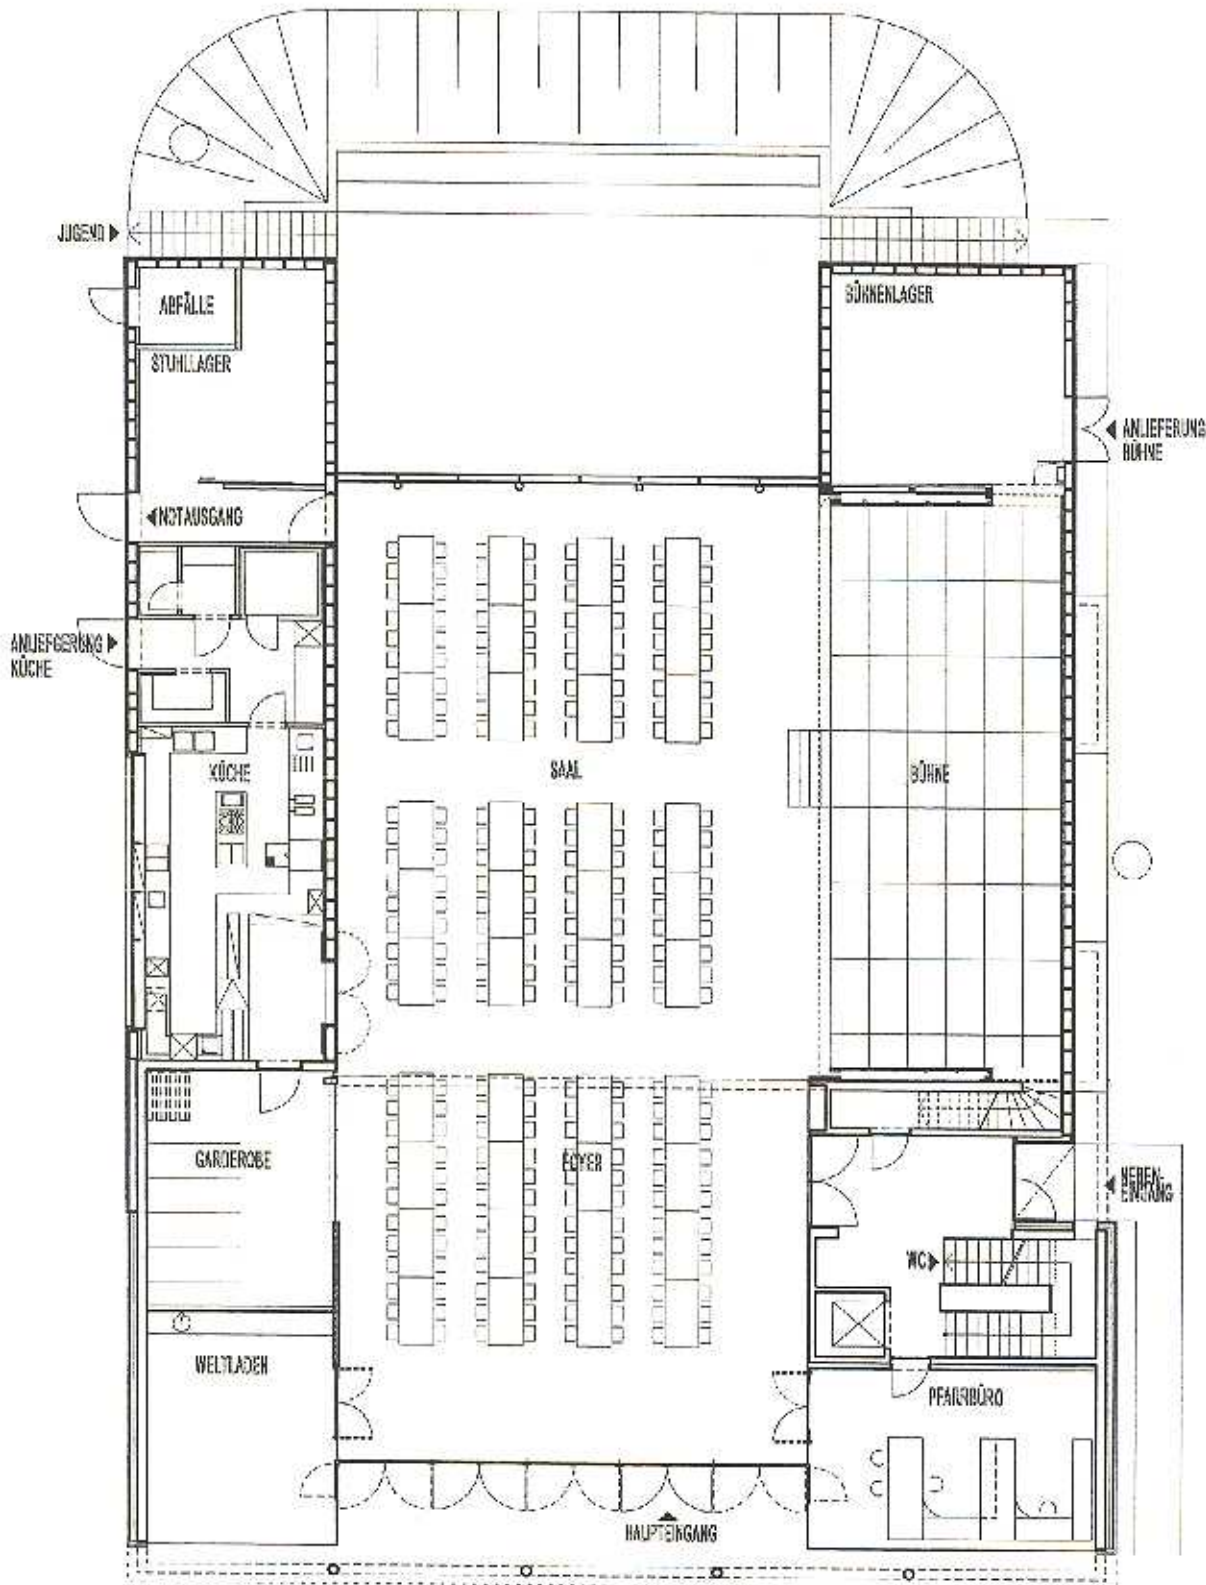 JUGEND
ABFÄLLE
BÜHNENLAGER
STUHLLAGER
ANLIEFERUNG
BÜHNE
NOTAUSGANG
ANLIEFGERUNG
KÜCHE
KÜCHE
SAAL
BÜHNE
GARDEROBE
FOYER
NEBEN-
EINGANG
WC
WELTLADEN
PFARRBÜRO
HAUPTEINGANG